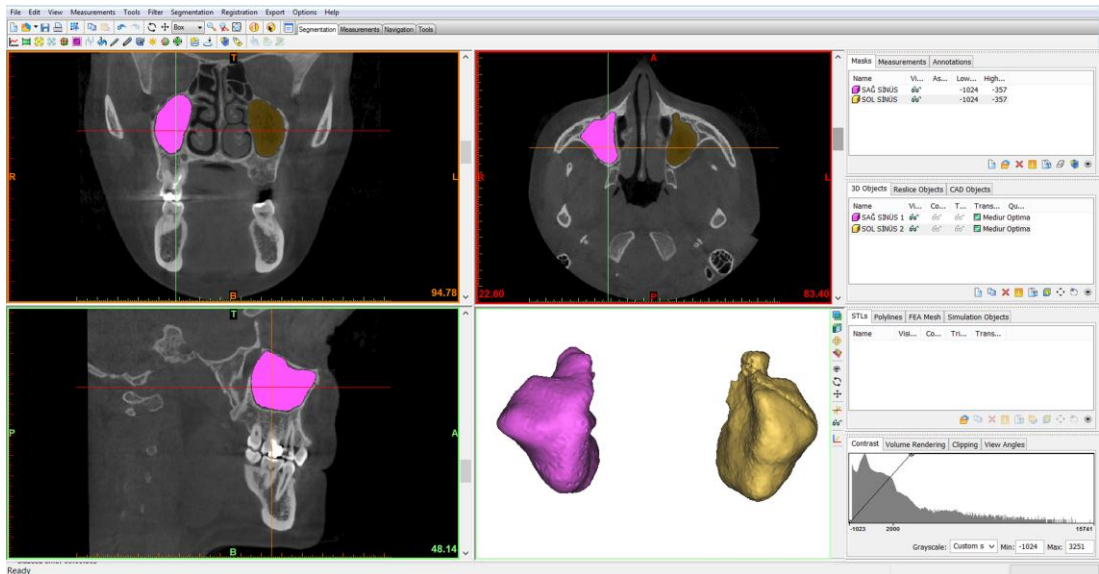 File Edit View Measurements Tools Filter Segmentation Registration Export Options Help
Box
Segmentation Measurements Navigation Tools
T
R
L
B
94.78
A
R
L
P
22.60
83.40
T
P
A
B
48.14
Masks Measurements Annotations
Name Vi... As... Low... High...
SAĞ SİNÜS -1024 -357
SOL SİNÜS -1024 -357
3D Objects Reslice Objects CAD Objects
Name Vi... Co... T... Trans... Qu...
SAĞ SİNÜS 1 Mediur Optima
SOL SİNÜS 2 Mediur Optima
STLs Polylines FEA Mesh Simulation Objects
Name Visi... Co... Tri... Trans...
Contrast Volume Rendering Clipping View Angles
-1023 2000 15741
Grayscale: Custom s Min: -1024 Max: 3251
Ready